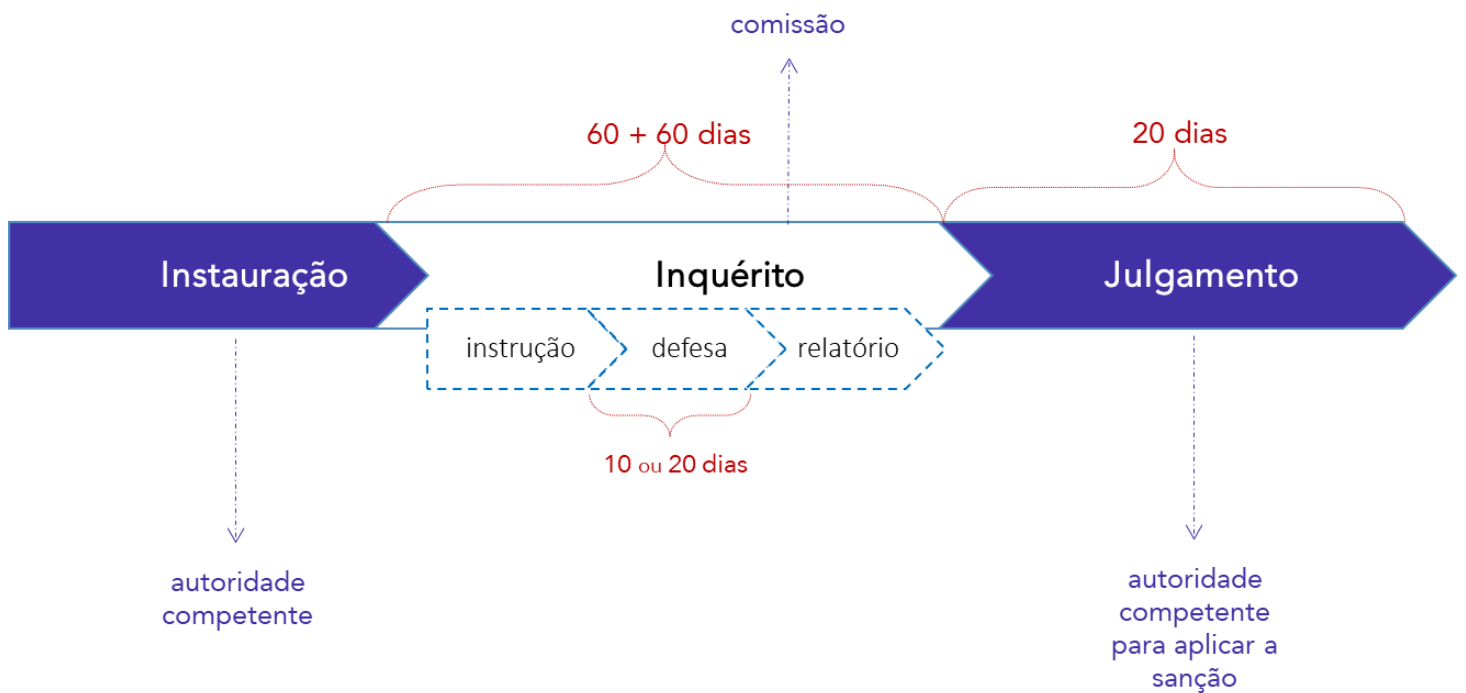 comissão
60 + 60 dias
20 dias
Instauração
Inquérito
Julgamento
instrução
defesa
relatório
10 ou 20 dias
autoridade
competente
autoridade
competente
para aplicar a
sanção